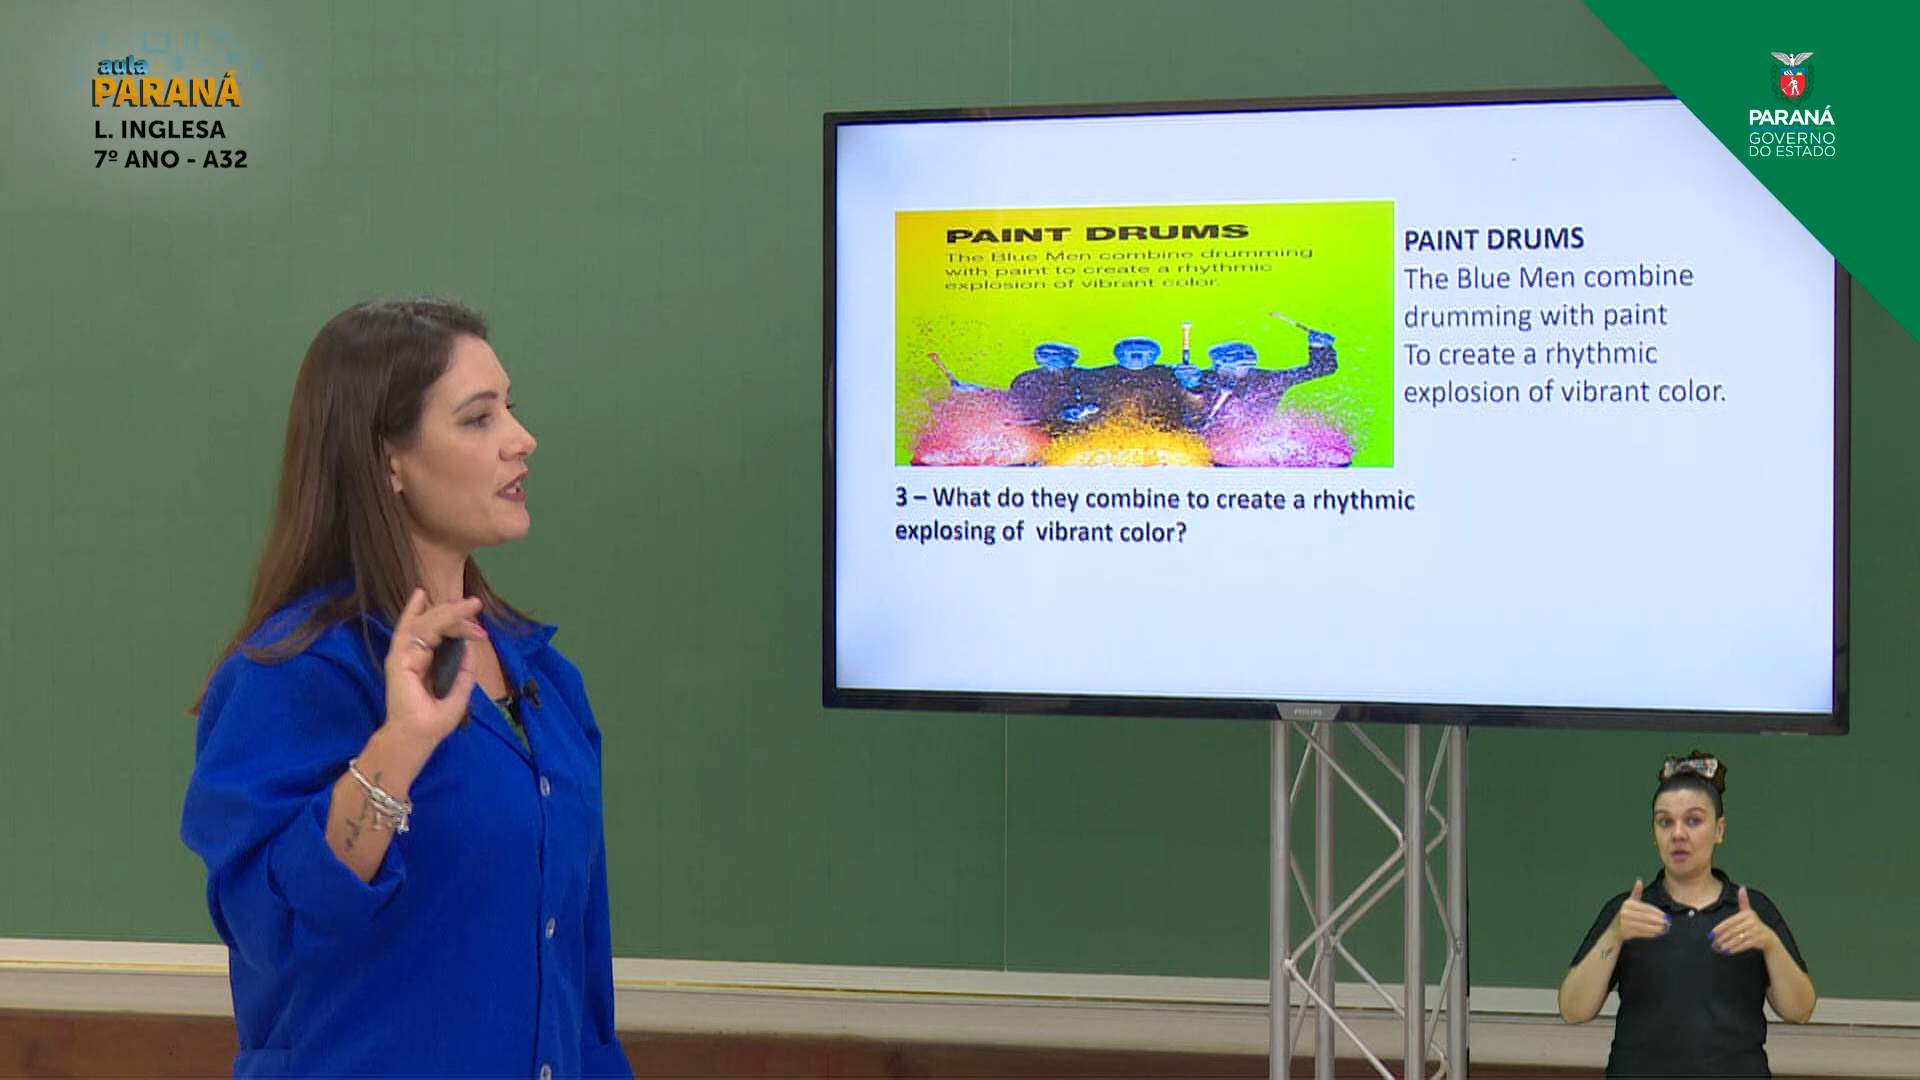 aula
PARANÁ
L. INGLESA
7º ANO - A32
PARANÁ
GOVERNO
DO ESTADO
PAINT DRUMS
The Blue Men combine drumming
with paint to create a rhythmic
explosion of vibrant color.
PAINT DRUMS
The Blue Men combine
drumming with paint
To create a rhythmic
explosion of vibrant color.
3 – What do they combine to create a rhythmic
explosing of vibrant color?
PHILIPS